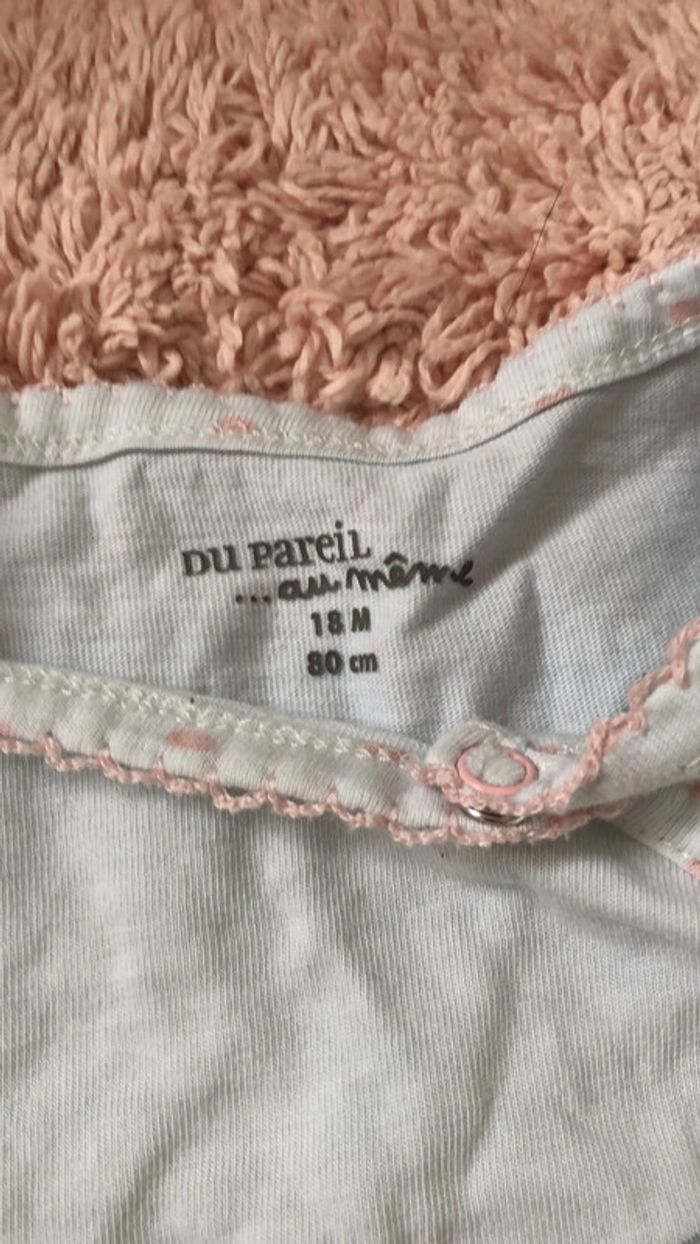 DU PareiL
...au même
18 M
80 cm